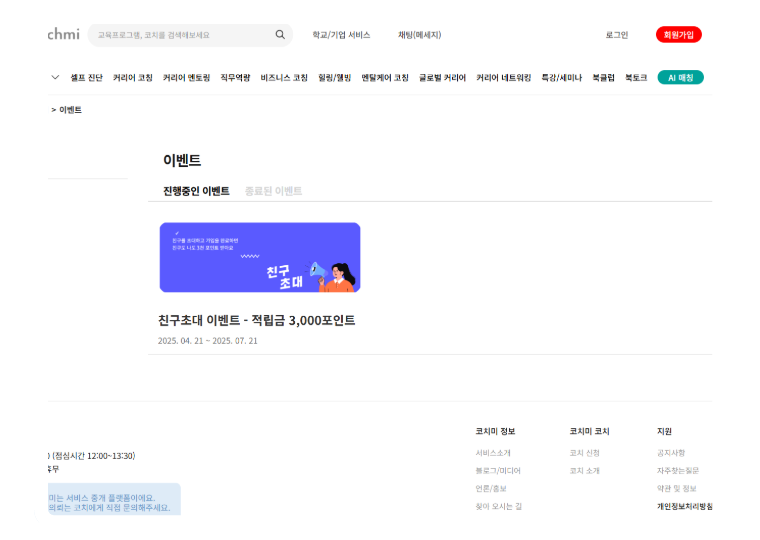 chmi
교육프로그램, 코치를 검색해보세요
학교/기업 서비스
채팅(메세지)
로그인
회원가입
셀프 진단 커리어 코칭 커리어 멘토링 직무역량 비즈니스 코칭 힐링/웰빙 멘탈케어 코칭 글로벌 커리어 커리어 네트워킹 특강/세미나 북클럽 북토크 AI 매칭
> 이벤트
이벤트
진행중인 이벤트 종료된 이벤트
친구를 초대하고 가입을 완료하면
친구도 나도 3천 포인트 받아요
친구
초대
친구초대 이벤트 - 적립금 3,000포인트
2025. 04. 21 ~ 2025. 07. 21
코치미 정보
서비스소개
블로그/미디어
언론/홍보
찾아 오시는 길
코치미 코치
코치 신청
코치 소개
지원
공지사항
자주찾는질문
약관 및 정보
개인정보처리방침
) (점심시간 12:00~13:30)
휴무
미는 서비스 중개 플랫폼이에요.
의뢰는 코치에게 직접 문의해주세요.